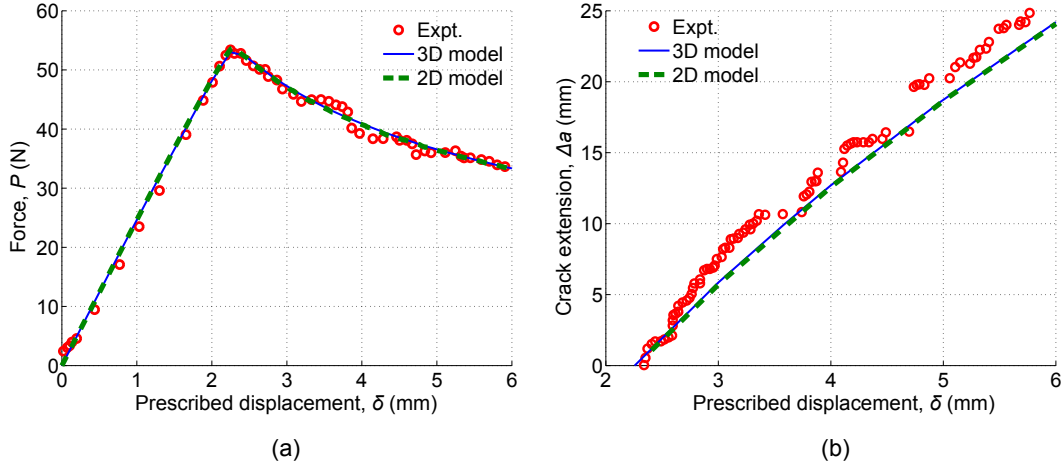 60
50
40
30
20
10
0
Force, P (N)
Expt.
3D model
2D model
0 1 2 3 4 5 6
Prescribed displacement, δ (mm)
(a)
25
20
15
10
5
0
Crack extension, Δa (mm)
Expt.
3D model
2D model
2 3 4 5 6
Prescribed displacement, δ (mm)
(b)